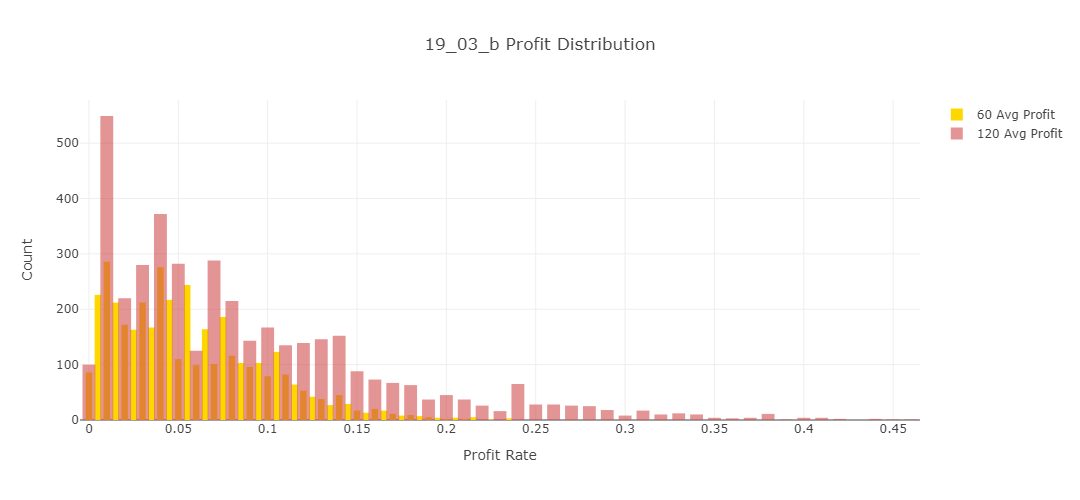 19_03_b Profit Distribution
60 Avg Profit
120 Avg Profit
Count
500
400
300
200
100
0
0 0.05 0.1 0.15 0.2 0.25 0.3 0.35 0.4 0.45
Profit Rate